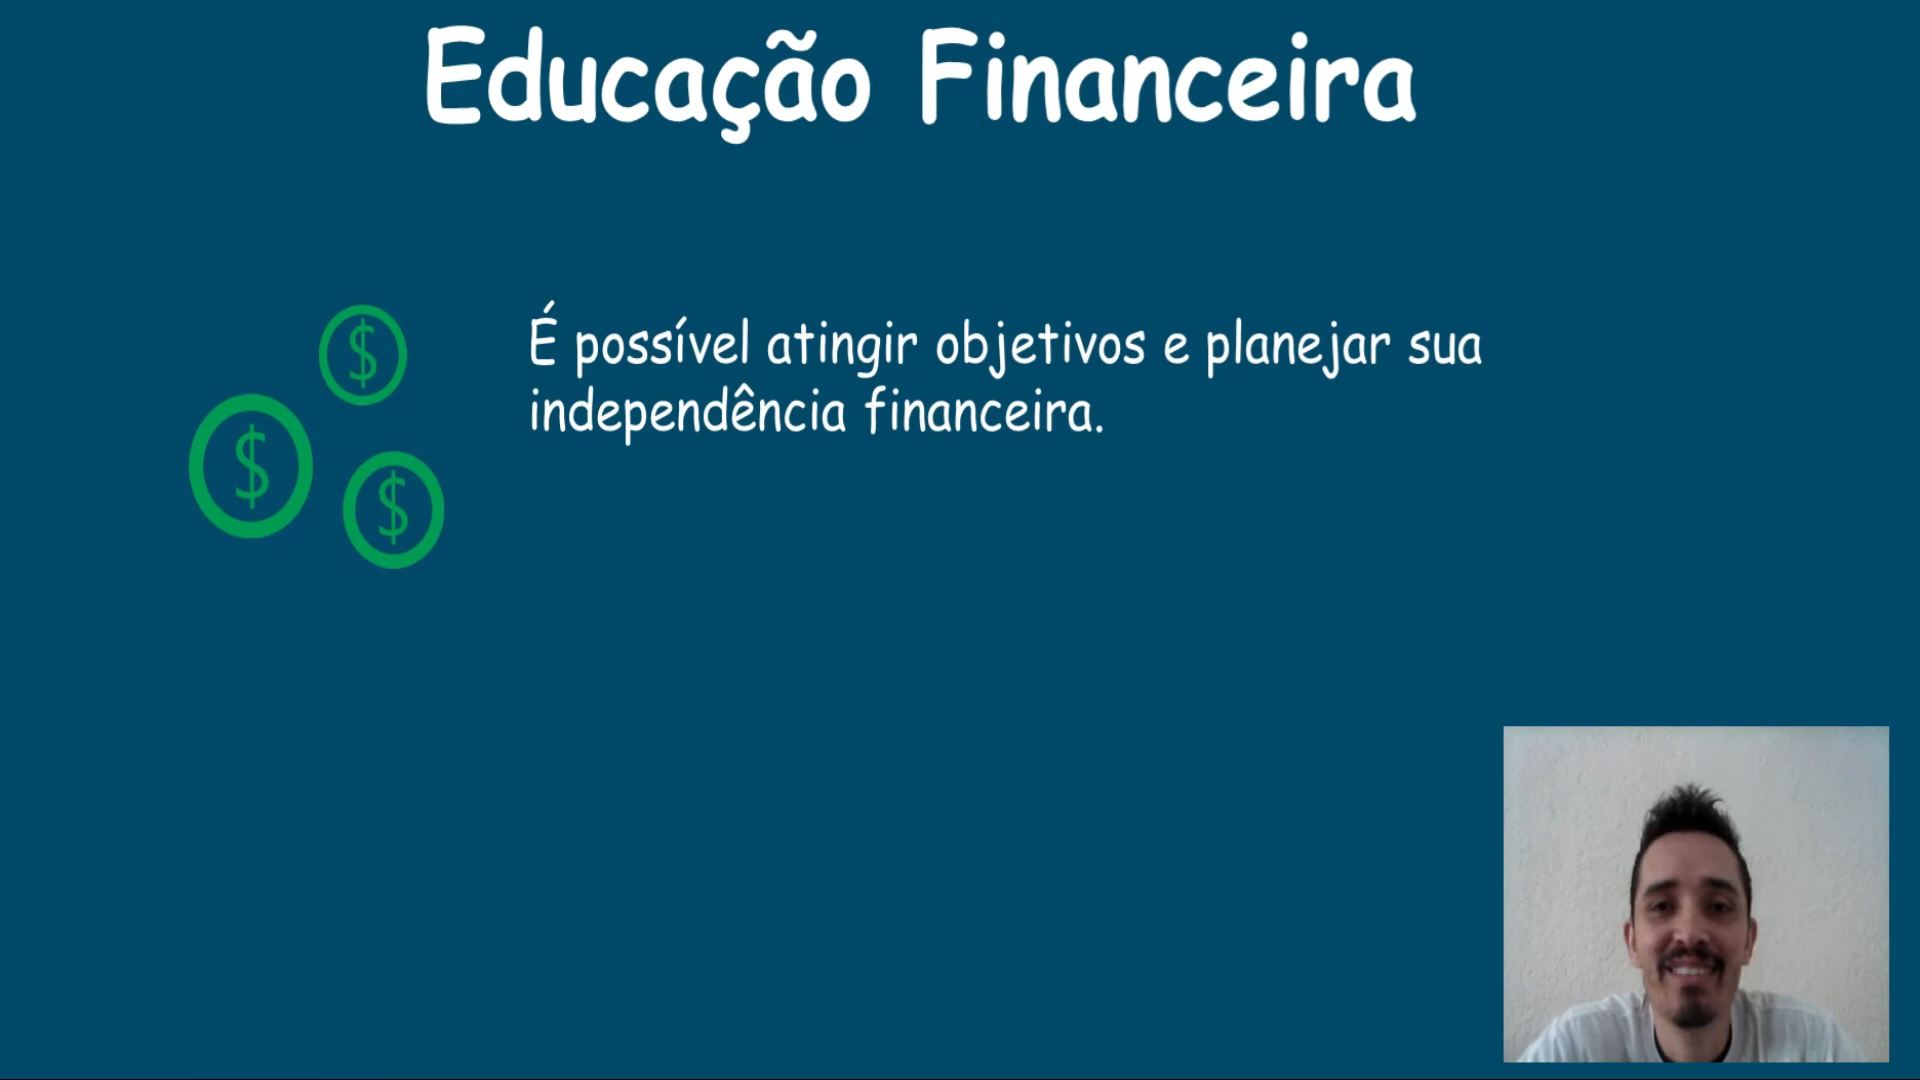 Educação Financeira
É possível atingir objetivos e planejar sua
independência financeira.
$
$
$